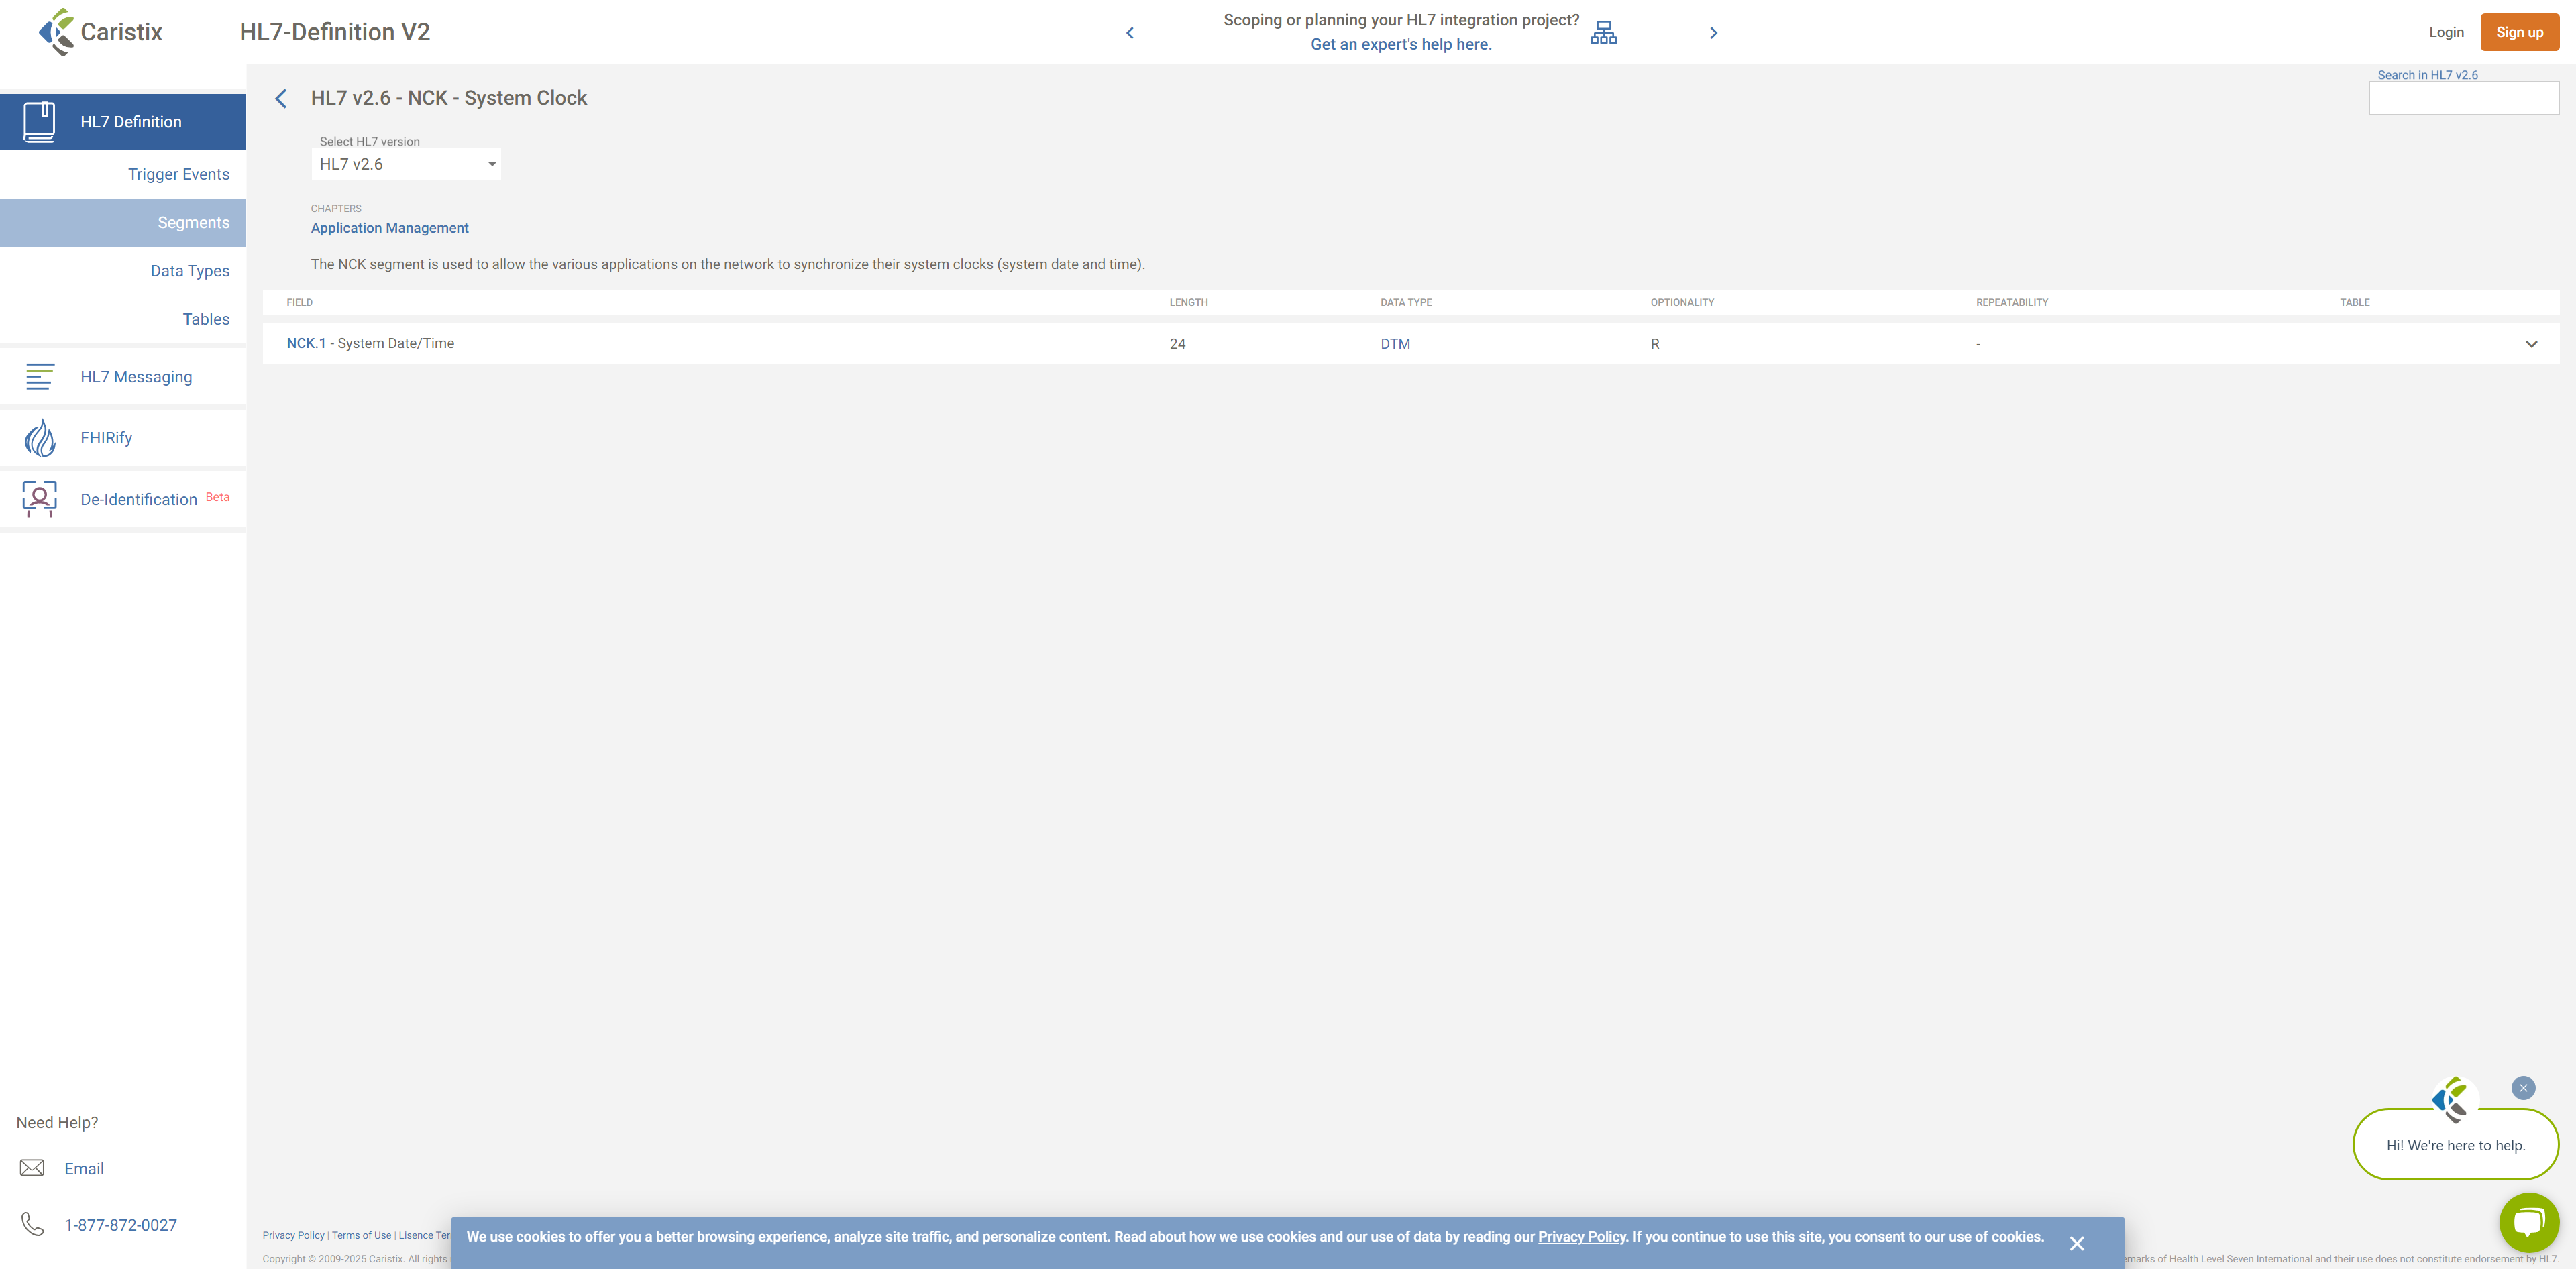 Caristix
HL7-Definition V2
Scoping or planning your HL7 integration project?
Get an expert's help here.
Login
Sign up
HL7 Definition
Trigger Events
Segments
Data Types
Tables
HL7 Messaging
FHIRify
De-Identification Beta
Need Help?
Email
1-877-872-0027
HL7 v2.6 - NCK - System Clock
Search in HL7 v2.6
Select HL7 version
HL7 v2.6
CHAPTERS
Application Management
The NCK segment is used to allow the various applications on the network to synchronize their system clocks (system date and time).
FIELD LENGTH DATA TYPE OPTIONALITY REPEATABILITY TABLE
NCK.1 - System Date/Time 24 DTM R -
Hi! We're here to help.
Privacy Policy | Terms of Use | Lisence Ter
We use cookies to offer you a better browsing experience, analyze site traffic, and personalize content. Read about how we use cookies and our use of data by reading our Privacy Policy. If you continue to use this site, you consent to our use of cookies.
Copyright © 2009-2025 Caristix. All rights
emarks of Health Level Seven International and their use does not constitute endorsement by HL7.